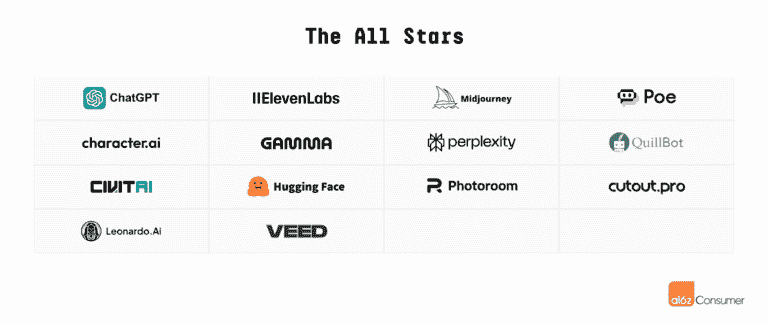 The All Stars
ChatGPT
IIElevenLabs
Midjourney
Poe
character.ai
GAMMA
perplexity
QuillBot
CIVITAI
Hugging Face
Photoroom
cutout.pro
Leonardo.Ai
VEED
a16z Consumer